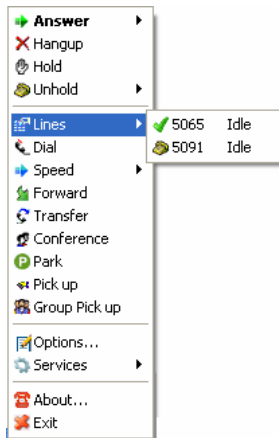 Answer
Hangup
Hold
Unhold
Lines
5065 Idle
5091 Idle
Dial
Speed
Forward
Transfer
Conference
Park
Pick up
Group Pick up
Options...
Services
About...
Exit